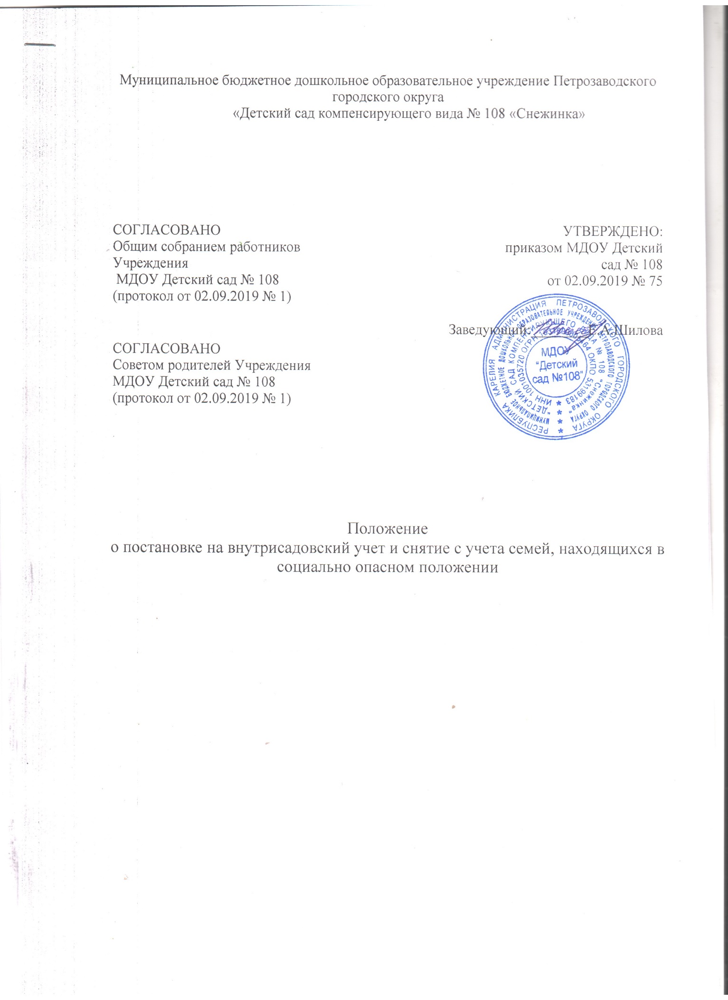 Муниципальное бюджетное дошкольное образовательное учреждение Петрозаводского
городского округа
«Детский сад компенсирующего вида № 108 «Снежинка»
СОГЛАСОВАНО
Общим собранием работников
Учреждения
МДОУ Детский сад № 108
(протокол от 02.09.2019 № 1)
УТВЕРЖДЕНО:
приказом МДОУ Детский
сад № 108
от 02.09.2019 № 75
Заведующий: Е.А.Шилова
СОГЛАСОВАНО
Советом родителей Учреждения
МДОУ Детский сад № 108
(протокол от 02.09.2019 № 1)
РЕСПУБЛИКА КАРЕЛИЯ АДМИНИСТРАЦИЯ ПЕТРОЗАВОДСКОГО ГОРОДСКОГО ОКРУГА
МУНИЦИПАЛЬНОЕ БЮДЖЕТНОЕ ДОШКОЛЬНОЕ ОБРАЗОВАТЕЛЬНОЕ УЧРЕЖДЕНИЕ ПЕТРОЗАВОДСКОГО ГОРОДСКОГО ОКРУГА
"ДЕТСКИЙ САД КОМПЕНСИРУЮЩЕГО ВИДА № 108 "Снежинка"
ИНН 1001035720 ОГРН ОКПО 53199183
МДОУ
"Детский
сад №108"
Положение
о постановке на внутрисадовский учет и снятие с учета семей, находящихся в
социально опасном положении